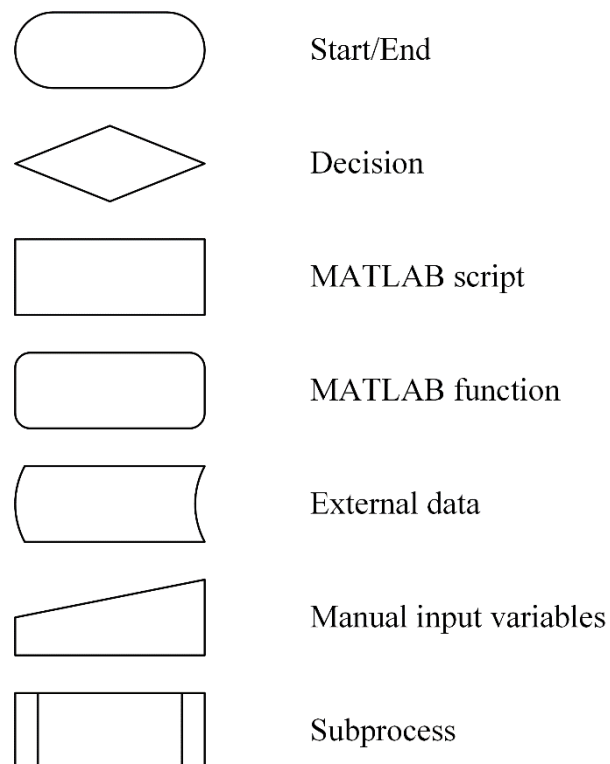 Start/End
Decision
MATLAB script
MATLAB function
External data
Manual input variables
Subprocess